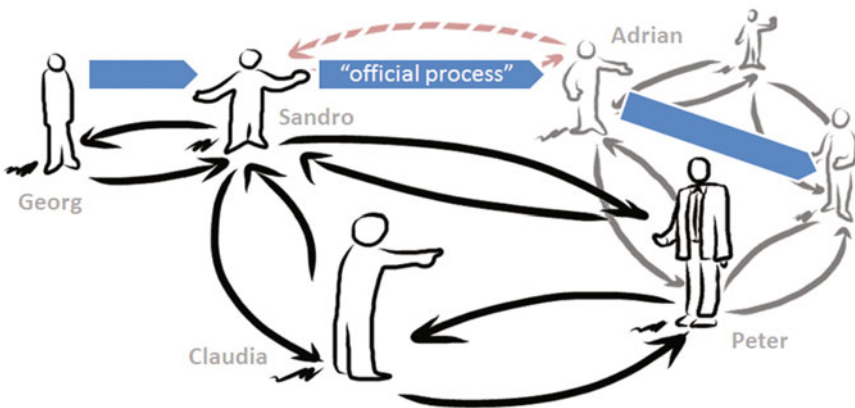 Adrian
"official process"
Sandro
Georg
Claudia
Peter